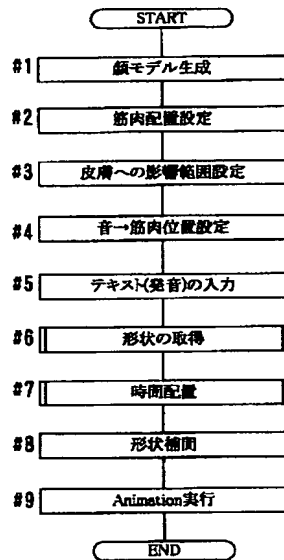 START
#1 顔モデル生成
#2 筋肉配置設定
#3 皮膚への影響範囲設定
#4 音→筋肉位置設定
#5 テキスト(発音)の入力
#6 形状の取得
#7 時間配置
#8 形状補間
#9 Animation実行
END